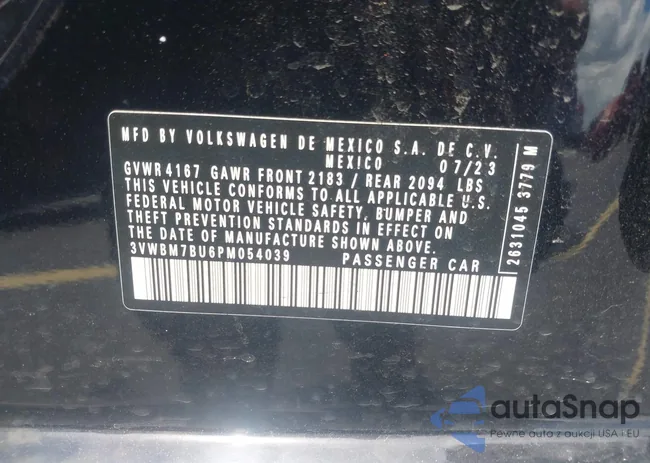 MFD BY VOLKSWAGEN DE MEXICO S.A. DE C.V.
MEXICO 07/23
GVWR 4167 GAWR FRONT 2183 / REAR 2094 LBS
THIS VEHICLE CONFORMS TO ALL APPLICABLE U.S.
FEDERAL MOTOR VEHICLE SAFETY, BUMPER AND
THEFT PREVENTION STANDARDS IN EFFECT ON
THE DATE OF MANUFACTURE SHOWN ABOVE.
3VWBM7BU6PM054039 PASSENGER CAR
2631045 3779 M
autaSnap
Pewne auta z aukcji USA i EU